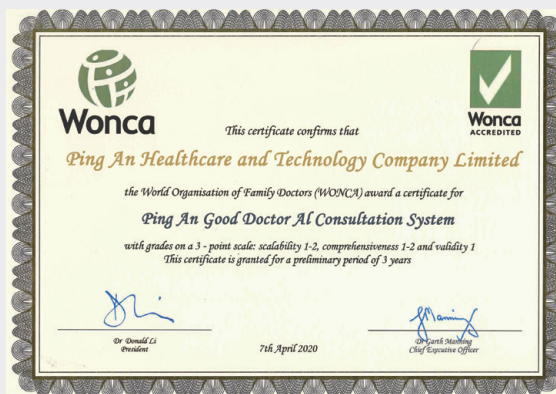 Wonca
Wonca
ACCREDITED
This certificate confirms that
Ping An Healthcare and Technology Company Limited
the World Organisation of Family Doctors (WONCA) award a certificate for
Ping An Good Doctor AI Consultation System
with grades on a 3 - point scale: scalability 1-2, comprehensiveness 1-2 and validity 1
This certificate is granted for a preliminary period of 3 years
Dr Donald Li
President
7th April 2020
Dr Garth Manning
Chief Executive Officer